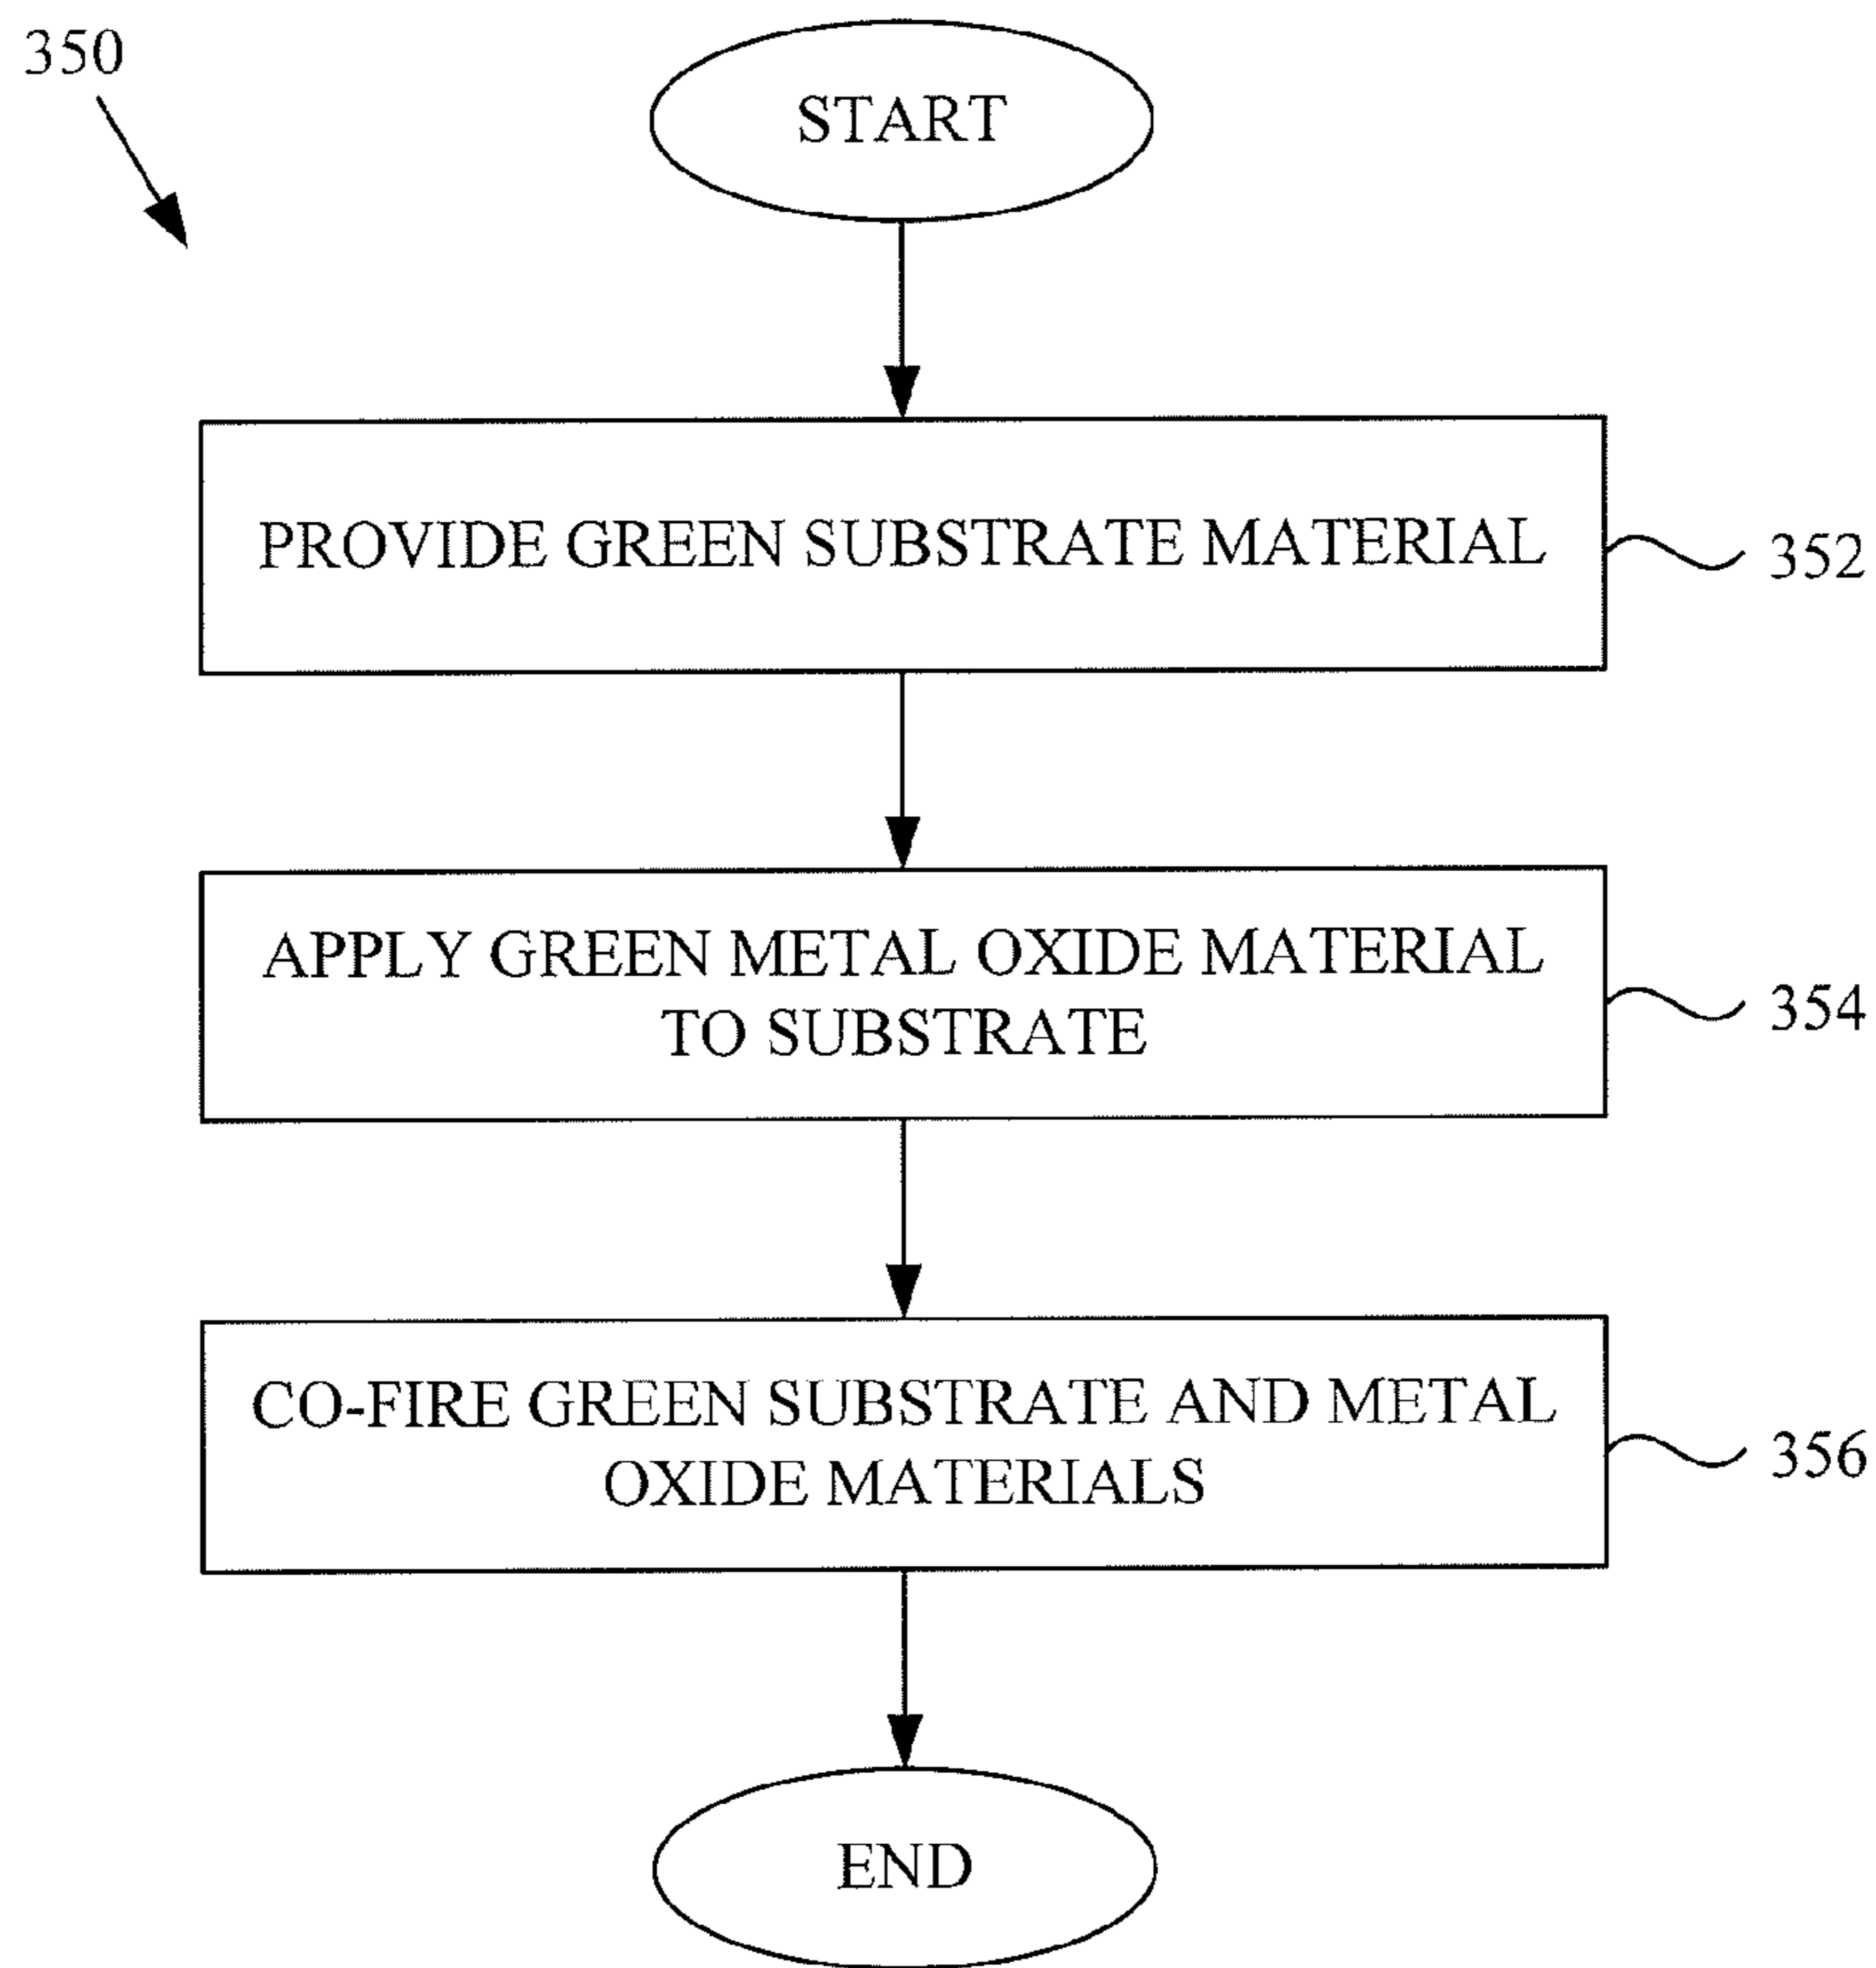 350
START
PROVIDE GREEN SUBSTRATE MATERIAL
352
APPLY GREEN METAL OXIDE MATERIAL
TO SUBSTRATE
354
CO-FIRE GREEN SUBSTRATE AND METAL
OXIDE MATERIALS
356
END